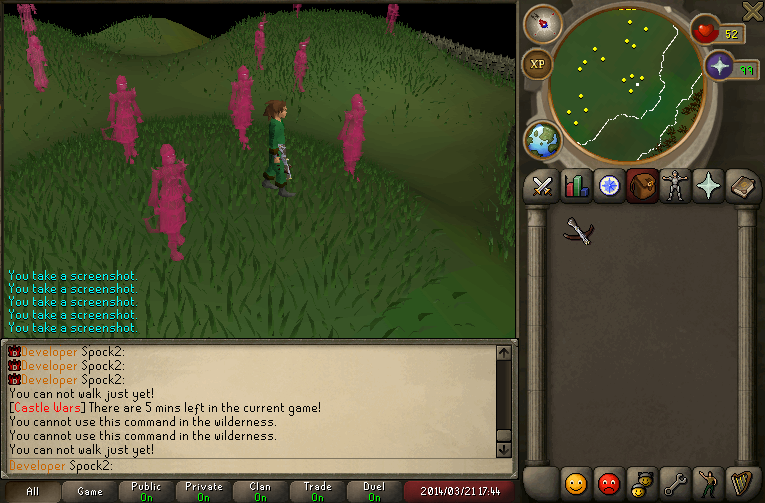 XP
52
99
You take a screenshot.
You take a screenshot.
You take a screenshot.
You take a screenshot.
You take a screenshot.
Developer Spock2:
Developer Spock2:
Developer Spock2:
You can not walk just yet!
[Castle Wars] There are 5 mins left in the current game!
You cannot use this command in the wilderness.
You cannot use this command in the wilderness.
You can not walk just yet!
Developer Spock2:
All
Game
Public
On
Private
On
Clan
On
Trade
On
Duel
On
2014/03/21 17:44